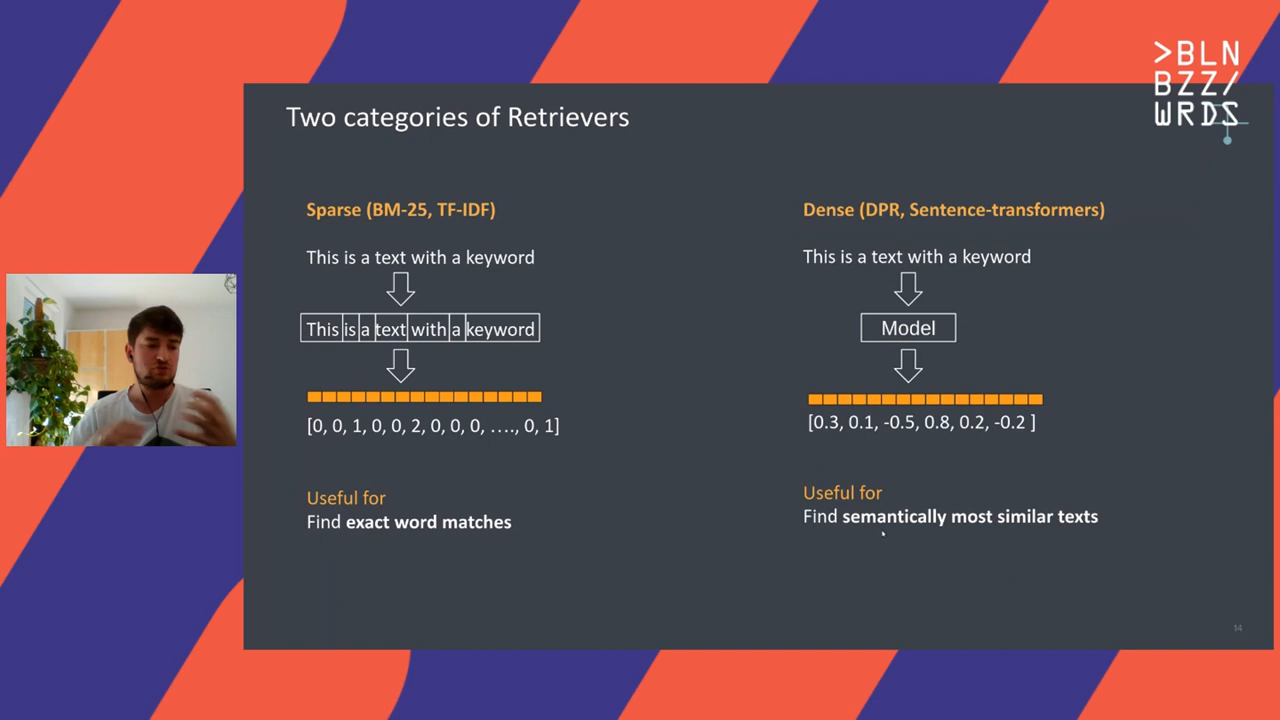 >BLN
BZZ/
WRDS
Two categories of Retrievers
Sparse (BM-25, TF-IDF)
This is a text with a keyword
This is a text with a keyword
[0, 0, 1, 0, 0, 2, 0, 0, 0, …., 0, 1]
Useful for
Find exact word matches
Dense (DPR, Sentence-transformers)
This is a text with a keyword
Model
[0.3, 0.1, -0.5, 0.8, 0.2, -0.2 ]
Useful for
Find semantically most similar texts
14